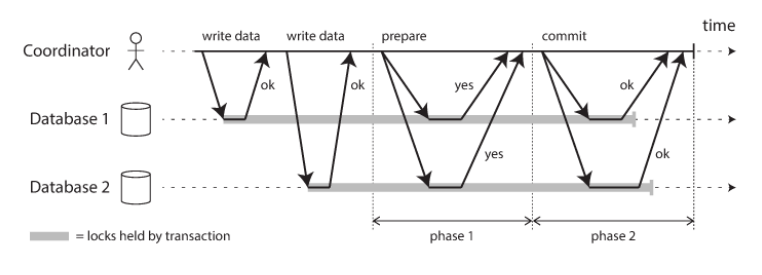 time
write data
write data
prepare
commit
Coordinator
ok
ok
yes
ok
Database 1
yes
ok
Database 2
phase 1
phase 2
= locks held by transaction